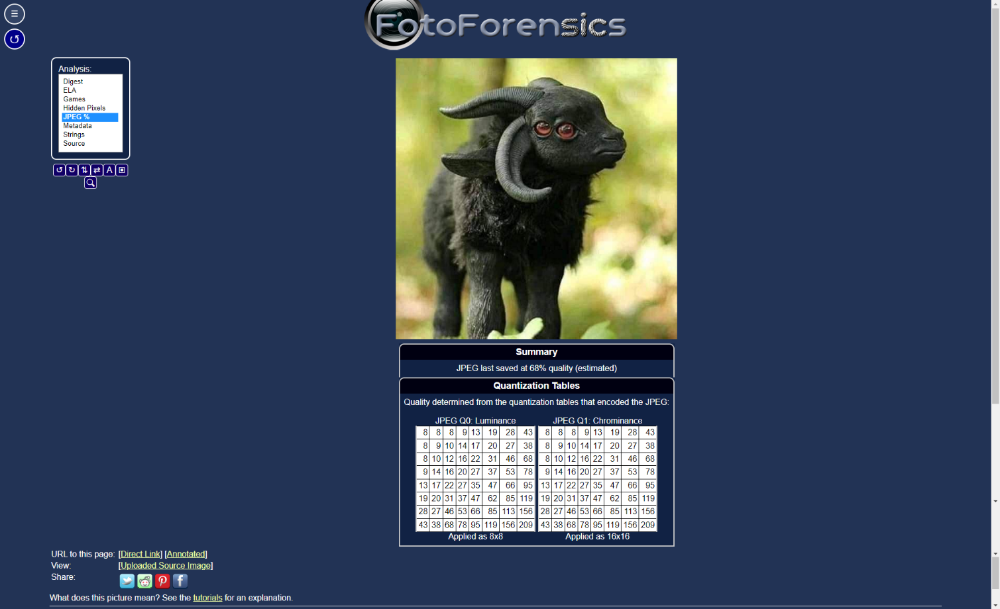 ☰
FotoForensics
Analysis:
Digest
ELA
Games
Hidden Pixels
JPEG %
Metadata
Strings
Source
A
Summary
JPEG last saved at 68% quality (estimated)
Quantization Tables
Quality determined from the quantization tables that encoded the JPEG:
JPEG Q0: Luminance JPEG Q1: Chrominance
8 8 8 9 13 19 28 43 8 8 8 9 13 19 28 43
8 9 10 14 17 20 27 38 8 9 10 14 17 20 27 38
8 10 12 16 22 31 46 68 8 10 12 16 22 31 46 68
9 14 16 20 27 37 53 78 9 14 16 20 27 37 53 78
13 17 22 27 35 47 66 95 13 17 22 27 35 47 66 95
19 20 31 37 47 62 85 119 19 20 31 37 47 62 85 119
28 27 46 53 66 85 113 156 28 27 46 53 66 85 113 156
43 38 68 78 95 119 156 209 43 38 68 78 95 119 156 209
Applied as 8x8 Applied as 16x16
URL to this page: [Direct Link] [Annotated]
View: [Uploaded Source Image]
Share:
What does this picture mean? See the tutorials for an explanation.